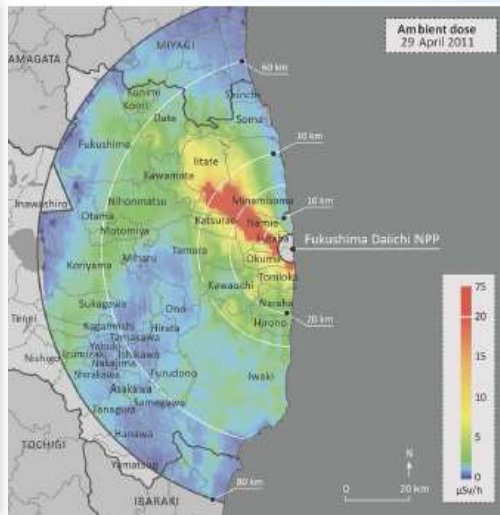 Ambient dose
29 April 2011
AMAGATA
MIYAGI
60 km
Kunimi
Koori
Shinchi
Date
Soma
Fukushima
Iitate
30 km
Kawamata
Inawashiro
Nihonmatsu
Minamisoma
10 km
Otama
Katsurao
Namie
Motomiya
Futaba
Fukushima Daiichi NPP
Miharu
Tamura
Okuma
Koriyama
Tomioka
Kawauchi
Sukagawa
Ono
Naraha
20 km
Tenei
Kagamiishi
Hirata
Hirono
Tamakawa
Yabuki
Nishigo
Izumizaki
Ishikawa
Nakajima
Shirakawa
Furudono
Iwaki
Asakawa
Samegawa
Tanagura
Hanawa
TOCHIGI
Yamatsuri
IBARAKI
80 km
N
0 20 km
75
20
15
10
5
0
µSv/h